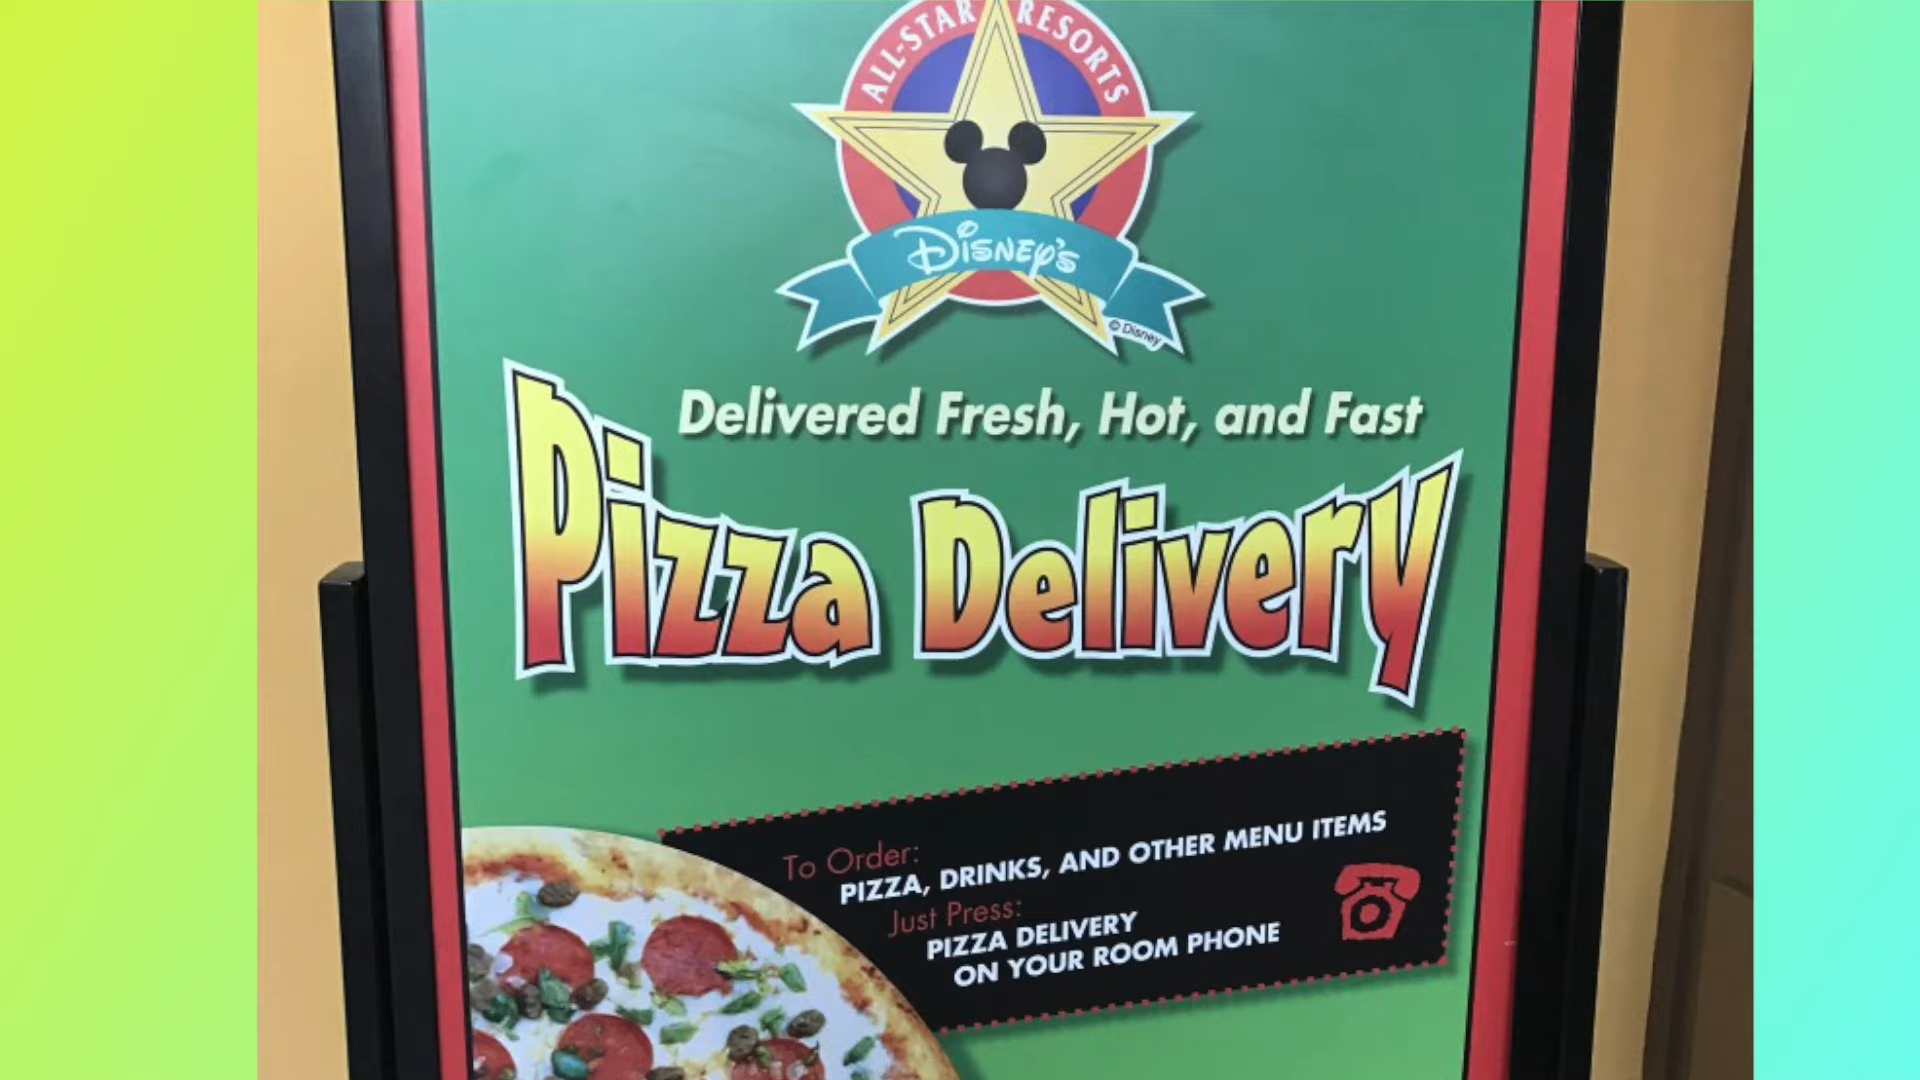 ALL-STAR RESORTS
DISNEY'S
© Disney
Delivered Fresh, Hot, and Fast
Pizza Delivery
To Order:
PIZZA, DRINKS, AND OTHER MENU ITEMS
Just Press:
PIZZA DELIVERY
ON YOUR ROOM PHONE